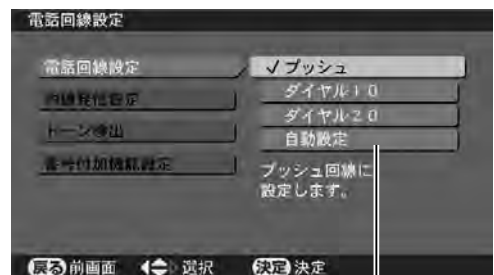 電話回線設定
電話回線設定
✓プッシュ
内線発信設定
ダイヤル10
ダイヤル20
トーン検出
自動設定
番号付加機能設定
プッシュ回線に
設定します。
戻る 前画面 選択 決定 決定